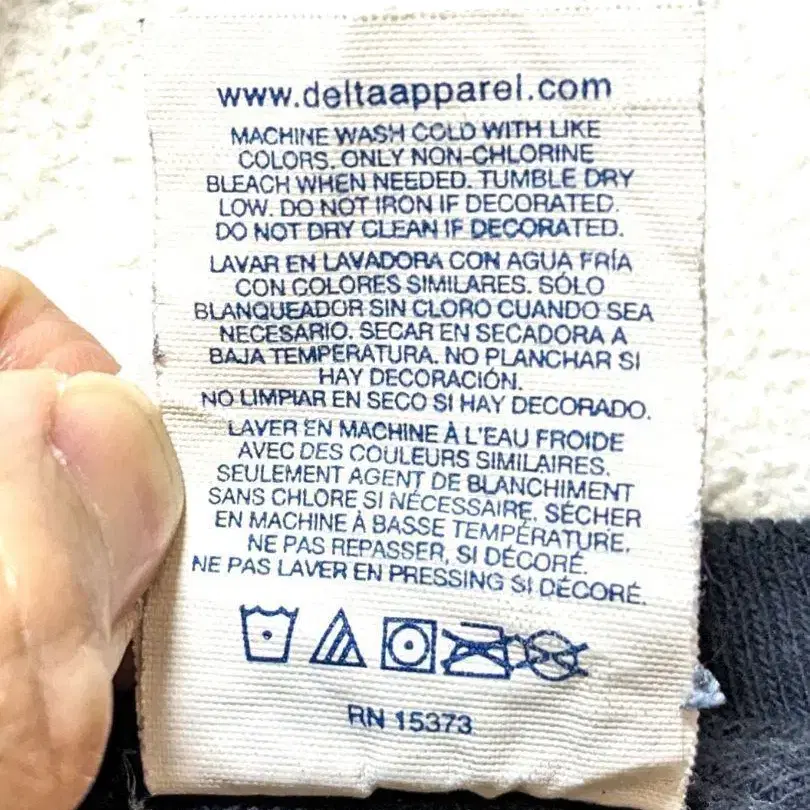 www.deltaapparel.com
MACHINE WASH COLD WITH LIKE
COLORS. ONLY NON-CHLORINE
BLEACH WHEN NEEDED. TUMBLE DRY
LOW. DO NOT IRON IF DECORATED.
DO NOT DRY CLEAN IF DECORATED.
LAVAR EN LAVADORA CON AGUA FRÍA
CON COLORES SIMILARES. SÓLO
BLANQUEADOR SIN CLORO CUANDO SEA
NECESARIO. SECAR EN SECADORA A
BAJA TEMPERATURA. NO PLANCHAR SI
HAY DECORACIÓN.
NO LIMPIAR EN SECO SI HAY DECORADO.
LAVER EN MACHINE À L'EAU FROIDE
AVEC DES COULEURS SIMILAIRES.
SEULEMENT AGENT DE BLANCHIMENT
SANS CHLORE SI NÉCESSAIRE. SÉCHER
EN MACHINE À BASSE TEMPÉRATURE.
NE PAS REPASSER, SI DÉCORÉ.
NE PAS LAVER EN PRESSING SI DÉCORÉ.
RN 15373